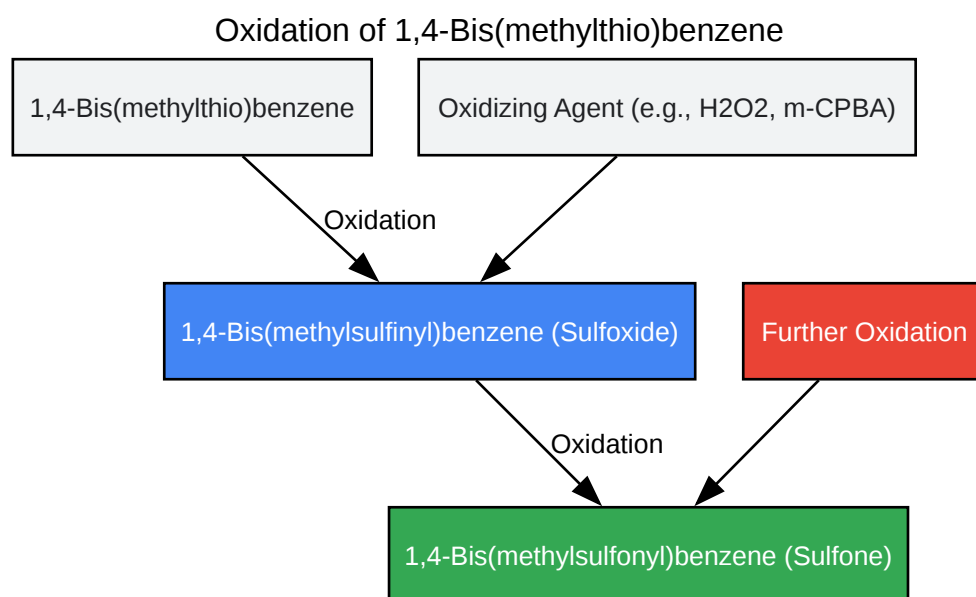 Oxidation of 1,4-Bis(methylthio)benzene
1,4-Bis(methylthio)benzene
Oxidizing Agent (e.g., H2O2, m-CPBA)
Oxidation
1,4-Bis(methylsulfinyl)benzene (Sulfoxide)
Further Oxidation
Oxidation
1,4-Bis(methylsulfonyl)benzene (Sulfone)